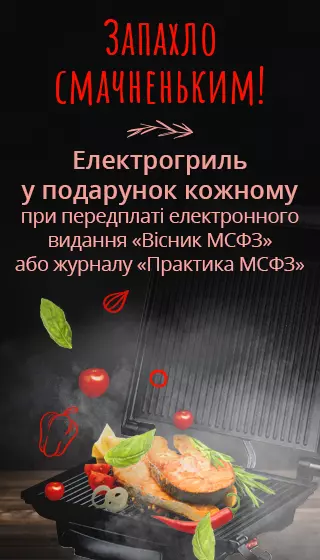 Запахло
смачненьким!
Електрогриль
у подарунок кожному
при передплаті електронного
видання «Вісник МСФЗ»
або журналу «Практика МСФЗ»